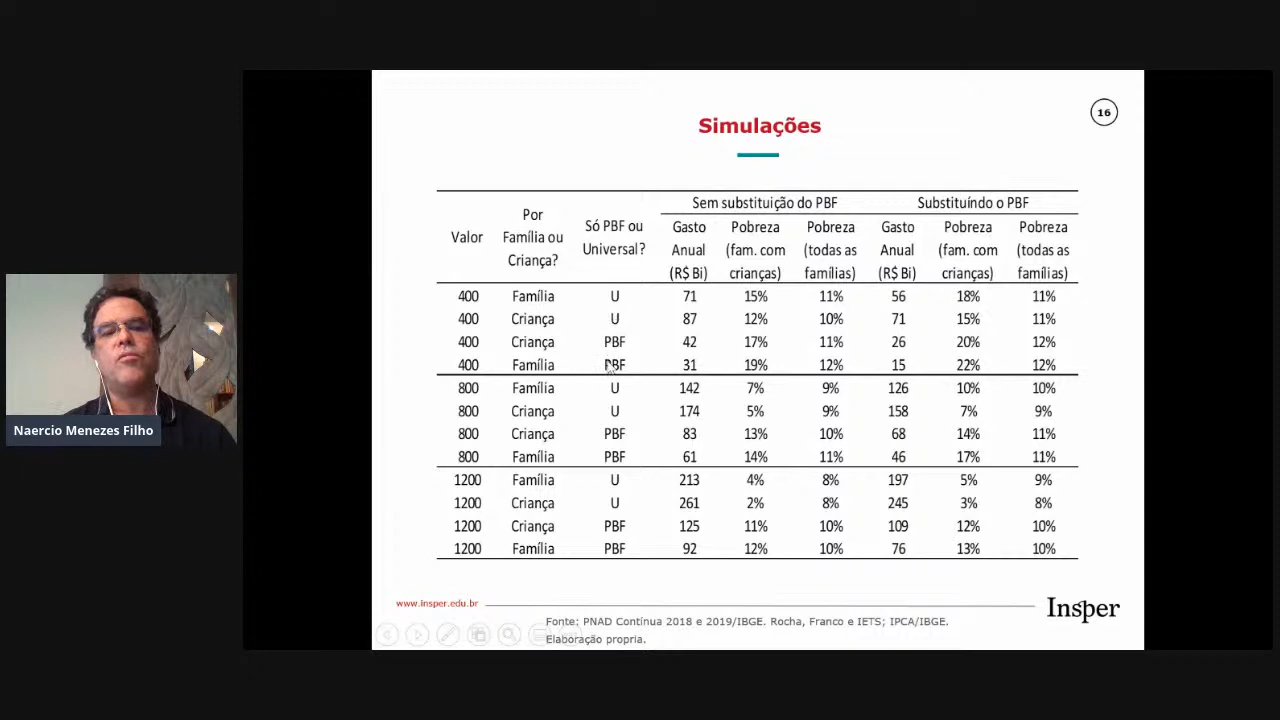 Simulações
16
Sem substituição do PBF Substituíndo o PBF
Valor Por Família ou Criança? Só PBF ou Universal? Gasto Anual (R$ Bi) Pobreza (fam. com crianças) Pobreza (todas as famílias) Gasto Anual (R$ Bi) Pobreza (fam. com crianças) Pobreza (todas as famílias)
400 Família U 71 15% 11% 56 18% 11%
400 Criança U 87 12% 10% 71 15% 11%
400 Criança PBF 42 17% 11% 26 20% 12%
400 Família PBF 31 19% 12% 15 22% 12%
800 Família U 142 7% 9% 126 10% 10%
800 Criança U 174 5% 9% 158 7% 9%
800 Criança PBF 83 13% 10% 68 14% 11%
800 Família PBF 61 14% 11% 46 17% 11%
1200 Família U 213 4% 8% 197 5% 9%
1200 Criança U 261 2% 8% 245 3% 8%
1200 Criança PBF 125 11% 10% 109 12% 10%
1200 Família PBF 92 12% 10% 76 13% 10%
Naercio Menezes Filho
www.insper.edu.br
Insper
Fonte: PNAD Contínua 2018 e 2019/IBGE. Rocha, Franco e IETS; IPCA/IBGE.
Elaboração propria.